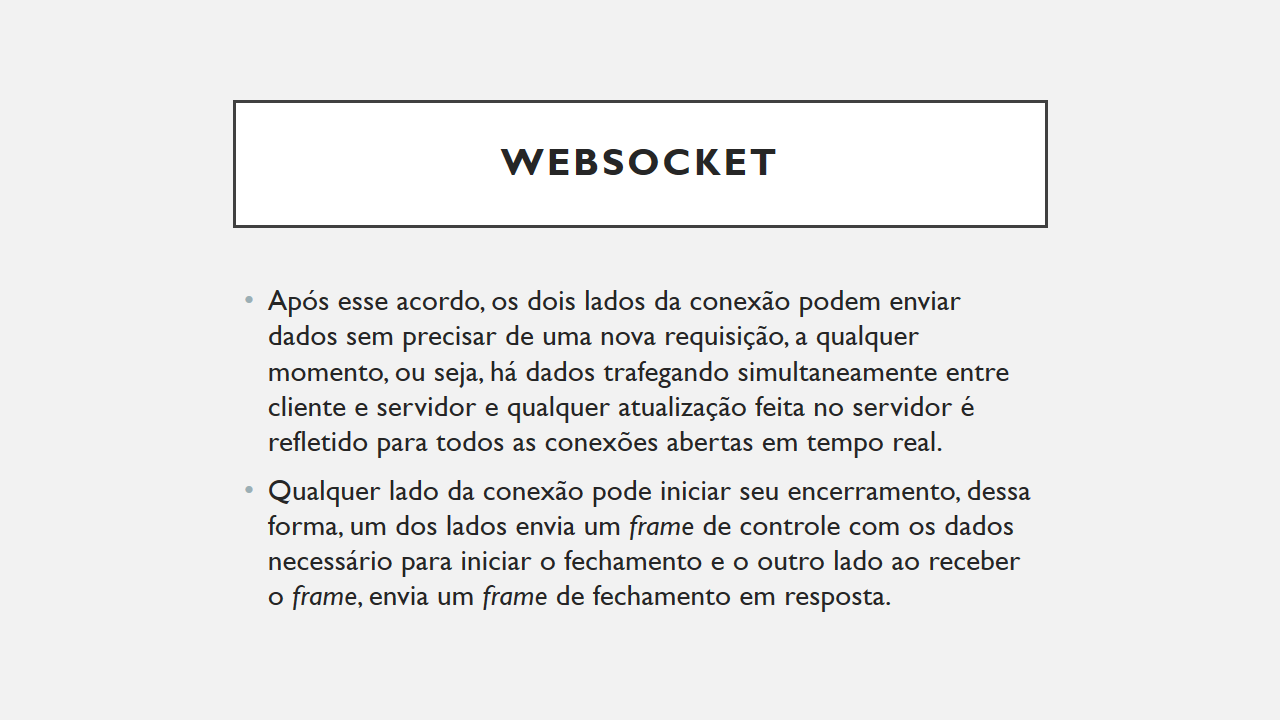 WEBSOCKET
• Após esse acordo, os dois lados da conexão podem enviar
dados sem precisar de uma nova requisição, a qualquer
momento, ou seja, há dados trafegando simultaneamente entre
cliente e servidor e qualquer atualização feita no servidor é
refletido para todos as conexões abertas em tempo real.
• Qualquer lado da conexão pode iniciar seu encerramento, dessa
forma, um dos lados envia um frame de controle com os dados
necessário para iniciar o fechamento e o outro lado ao receber
o frame, envia um frame de fechamento em resposta.